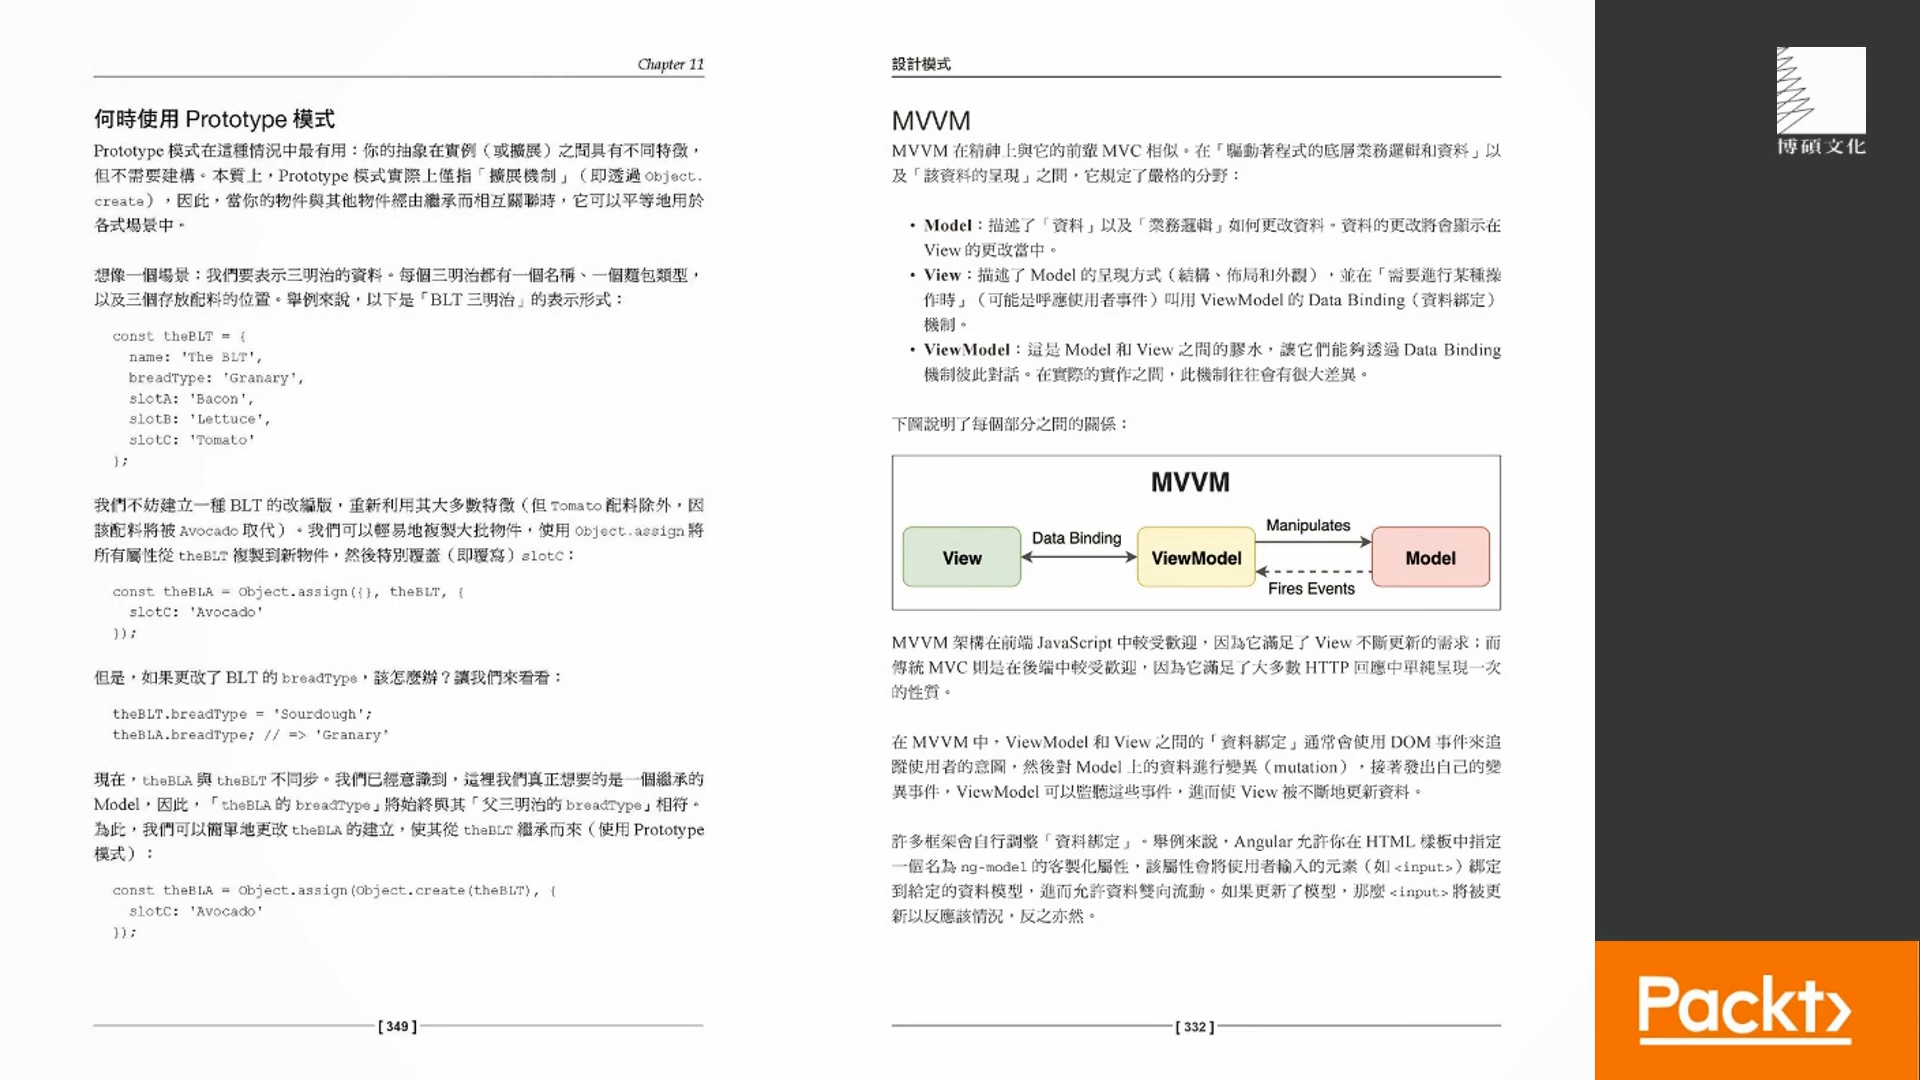 Chapter 11
何時使用 Prototype 模式
Prototype 模式在這種情況中最有用：你的抽象在實例（或擴展）之間具有不同特徵，
但不需要建構。本質上，Prototype 模式實際上僅指「擴展機制」（即透過 Object.
create），因此，當你的物件與其他物件經由繼承而相互關聯時，它可以平等地用於
各式場景中。
想像一個場景：我們要表示三明治的資料。每個三明治都有一個名稱、一個麵包類型，
以及三個存放配料的位置。舉例來說，以下是「BLT 三明治」的表示形式：
const theBLT = {
name: 'The BLT',
breadType: 'Granary',
slotA: 'Bacon',
slotB: 'Lettuce',
slotC: 'Tomato'
};
我們不妨建立一種 BLT 的改編版，重新利用其大多數特徵（但 Tomato 配料除外，因
該配料將被 Avocado 取代）。我們可以輕易地複製大批物件，使用 Object.assign 將
所有屬性從 theBLT 複製到新物件，然後特別覆蓋（即覆寫）slotC：
const theBLA = Object.assign({}, theBLT, {
slotC: 'Avocado'
});
但是，如果更改了 BLT 的 breadType，該怎麼辦？讓我們來看看：
theBLT.breadType = 'Sourdough';
theBLA.breadType; // => 'Granary'
現在，theBLA 與 theBLT 不同步。我們已經意識到，這裡我們真正想要的是一個繼承的
Model，因此，「theBLA 的 breadType」將始終與其「父三明治的 breadType」相符。
為此，我們可以簡單地更改 theBLA 的建立，使其從 theBLT 繼承而來（使用 Prototype
模式）：
const theBLA = Object.assign(Object.create(theBLT), {
slotC: 'Avocado'
});
[ 349 ]
設計模式
MVVM
MVVM 在精神上與它的前輩 MVC 相似。在「驅動著程式的底層業務邏輯和資料」以
及「該資料的呈現」之間，它規定了嚴格的分野：
• Model：描述了「資料」以及「業務邏輯」如何更改資料。資料的更改將會顯示在
View 的更改當中。
• View：描述了 Model 的呈現方式（結構、佈局和外觀），並在「需要進行某種操
作時」（可能是呼應使用者事件）叫用 ViewModel 的 Data Binding（資料綁定）
機制。
• ViewModel：這是 Model 和 View 之間的膠水，讓它們能夠透過 Data Binding
機制彼此對話。在實際的實作之間，此機制往往會有很大差異。
下圖說明了每個部分之間的關係：
MVVM
View
Data Binding
ViewModel
Manipulates
Fires Events
Model
MVVM 架構在前端 JavaScript 中較受歡迎，因為它滿足了 View 不斷更新的需求；而
傳統 MVC 則是在後端中較受歡迎，因為它滿足了大多數 HTTP 回應中單純呈現一次
的性質。
在 MVVM 中，ViewModel 和 View 之間的「資料綁定」通常會使用 DOM 事件來追
蹤使用者的意圖，然後對 Model 上的資料進行變異（mutation），接著發出自己的變
異事件，ViewModel 可以監聽這些事件，進而使 View 被不斷地更新資料。
許多框架會自行調整「資料綁定」。舉例來說，Angular 允許你在 HTML 樣板中指定
一個名為 ng-model 的客製化屬性，該屬性會將使用者輸入的元素（如 <input>）綁定
到給定的資料模型，進而允許資料雙向流動。如果更新了模型，那麼 <input> 將被更
新以反應該情況，反之亦然。
[ 332 ]
博碩文化
Packt>